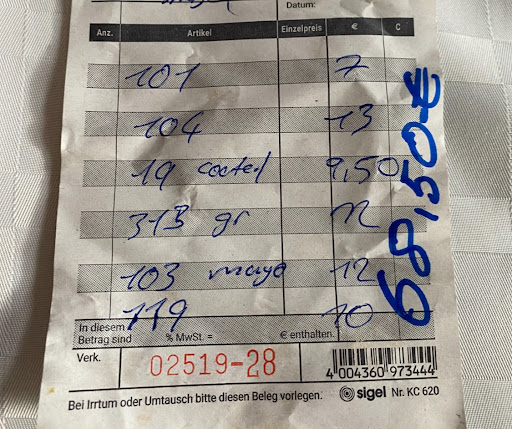 Datum:
Anz. Artikel Einzelpreis € C
101 7
104 13
19 9,50
313 gr
103 mayo 12
119 10
68,50€
In diesem
Betrag sind % MwSt. = € enthalten.
Verk. 02519-28
4 004360 973444
Bei Irrtum oder Umtausch bitte diesen Beleg vorlegen. sigel Nr. KC 620